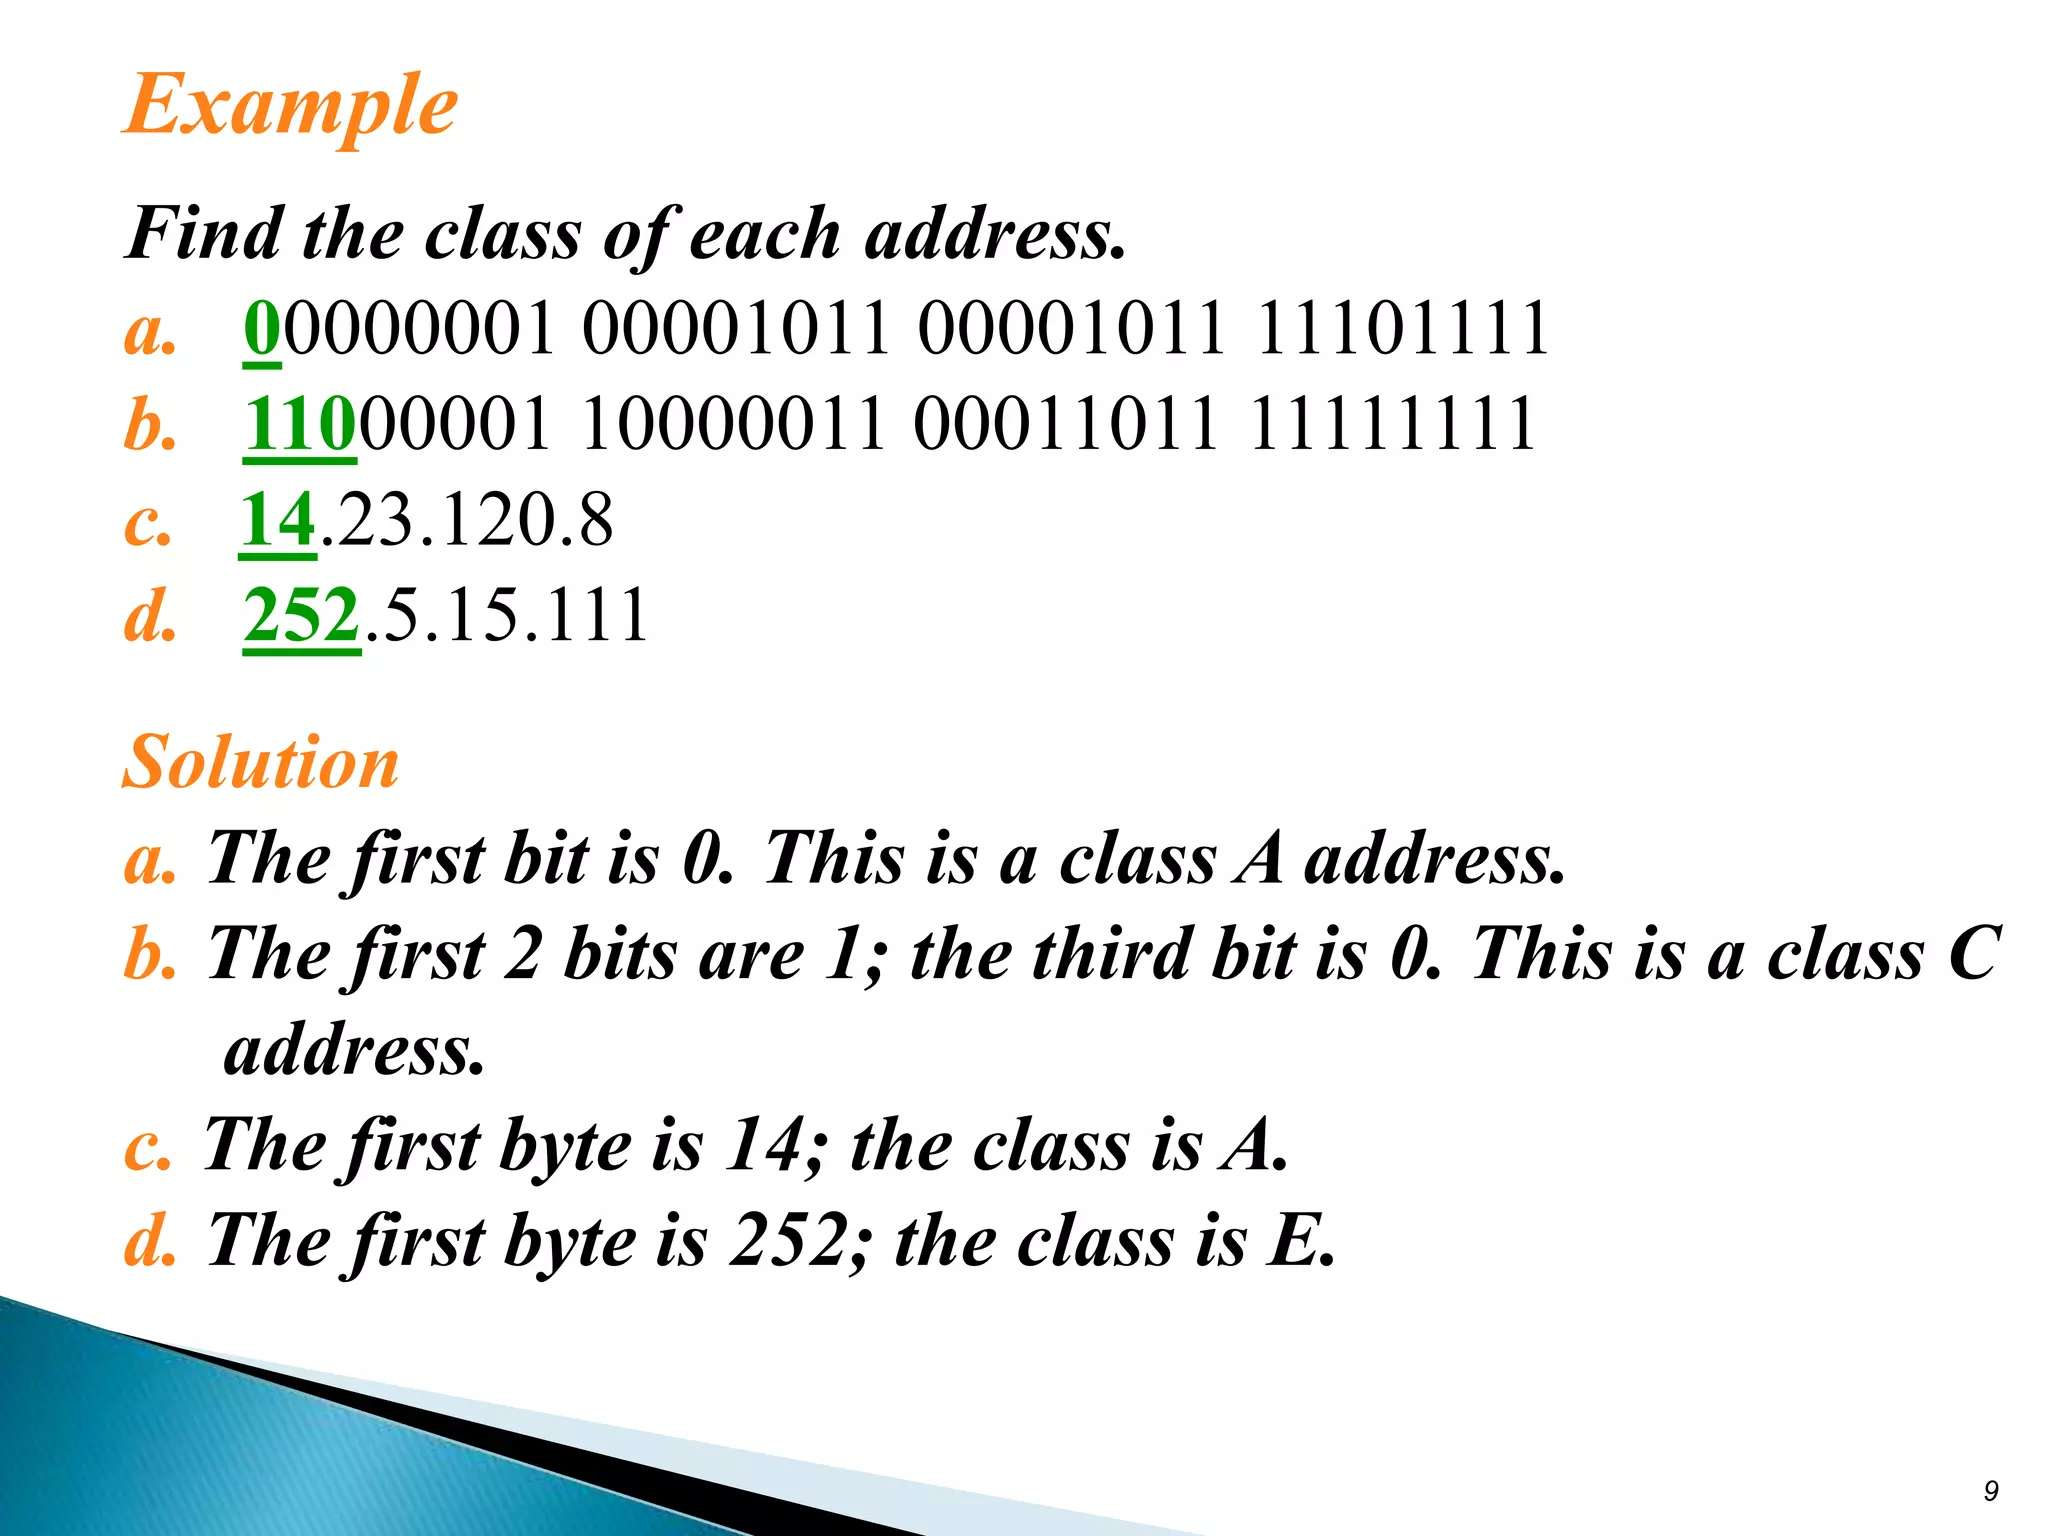 Example
Find the class of each address.
a. 00000001 00001011 00001011 11101111
b. 11000001 10000011 00011011 11111111
c. 14.23.120.8
d. 252.5.15.111
Solution
a. The first bit is 0. This is a class A address.
b. The first 2 bits are 1; the third bit is 0. This is a class C
address.
c. The first byte is 14; the class is A.
d. The first byte is 252; the class is E.
9